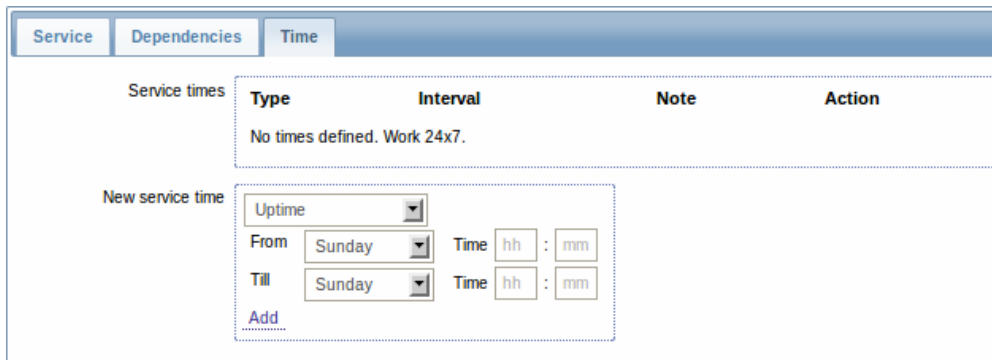 Service Dependencies Time
Service times
Type Interval Note Action
No times defined. Work 24x7.
New service time
Uptime
From Sunday Time hh : mm
Till Sunday Time hh : mm
Add